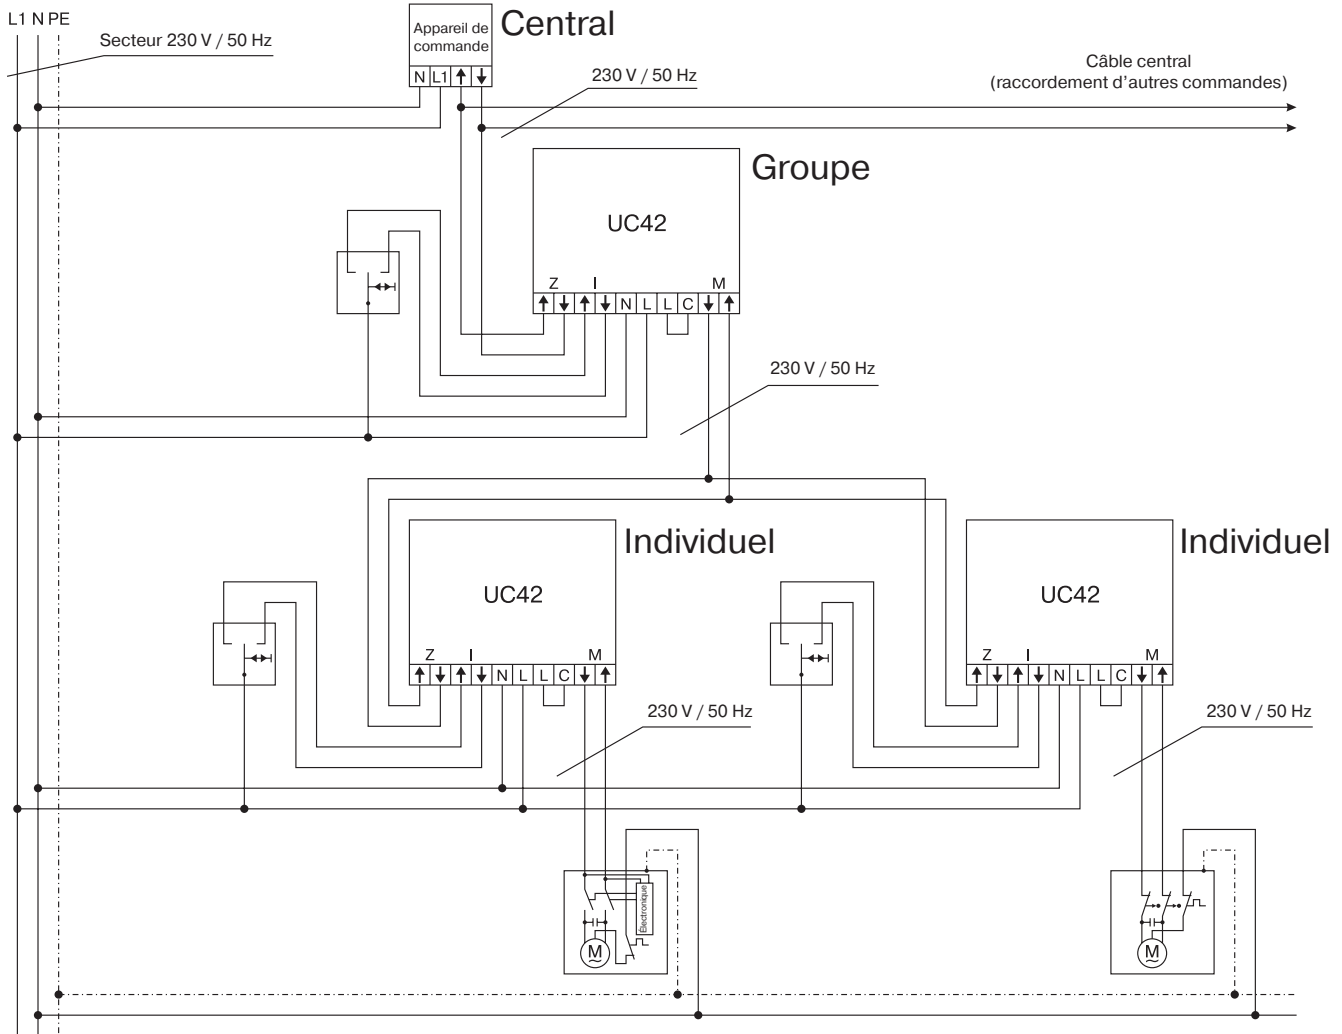 L1 N PE
Secteur 230 V / 50 Hz
Appareil de
commande
Central
N L1 ↑ ↓
230 V / 50 Hz
Câble central
(raccordement d'autres commandes)
Groupe
UC42
Z I M
↑ ↓ ↑ ↓ N L L C ↓ ↑
230 V / 50 Hz
Individuel
UC42
Z I M
↑ ↓ ↑ ↓ N L L C ↓ ↑
230 V / 50 Hz
Électronique
M
Individuel
UC42
Z I M
↑ ↓ ↑ ↓ N L L C ↓ ↑
230 V / 50 Hz
M